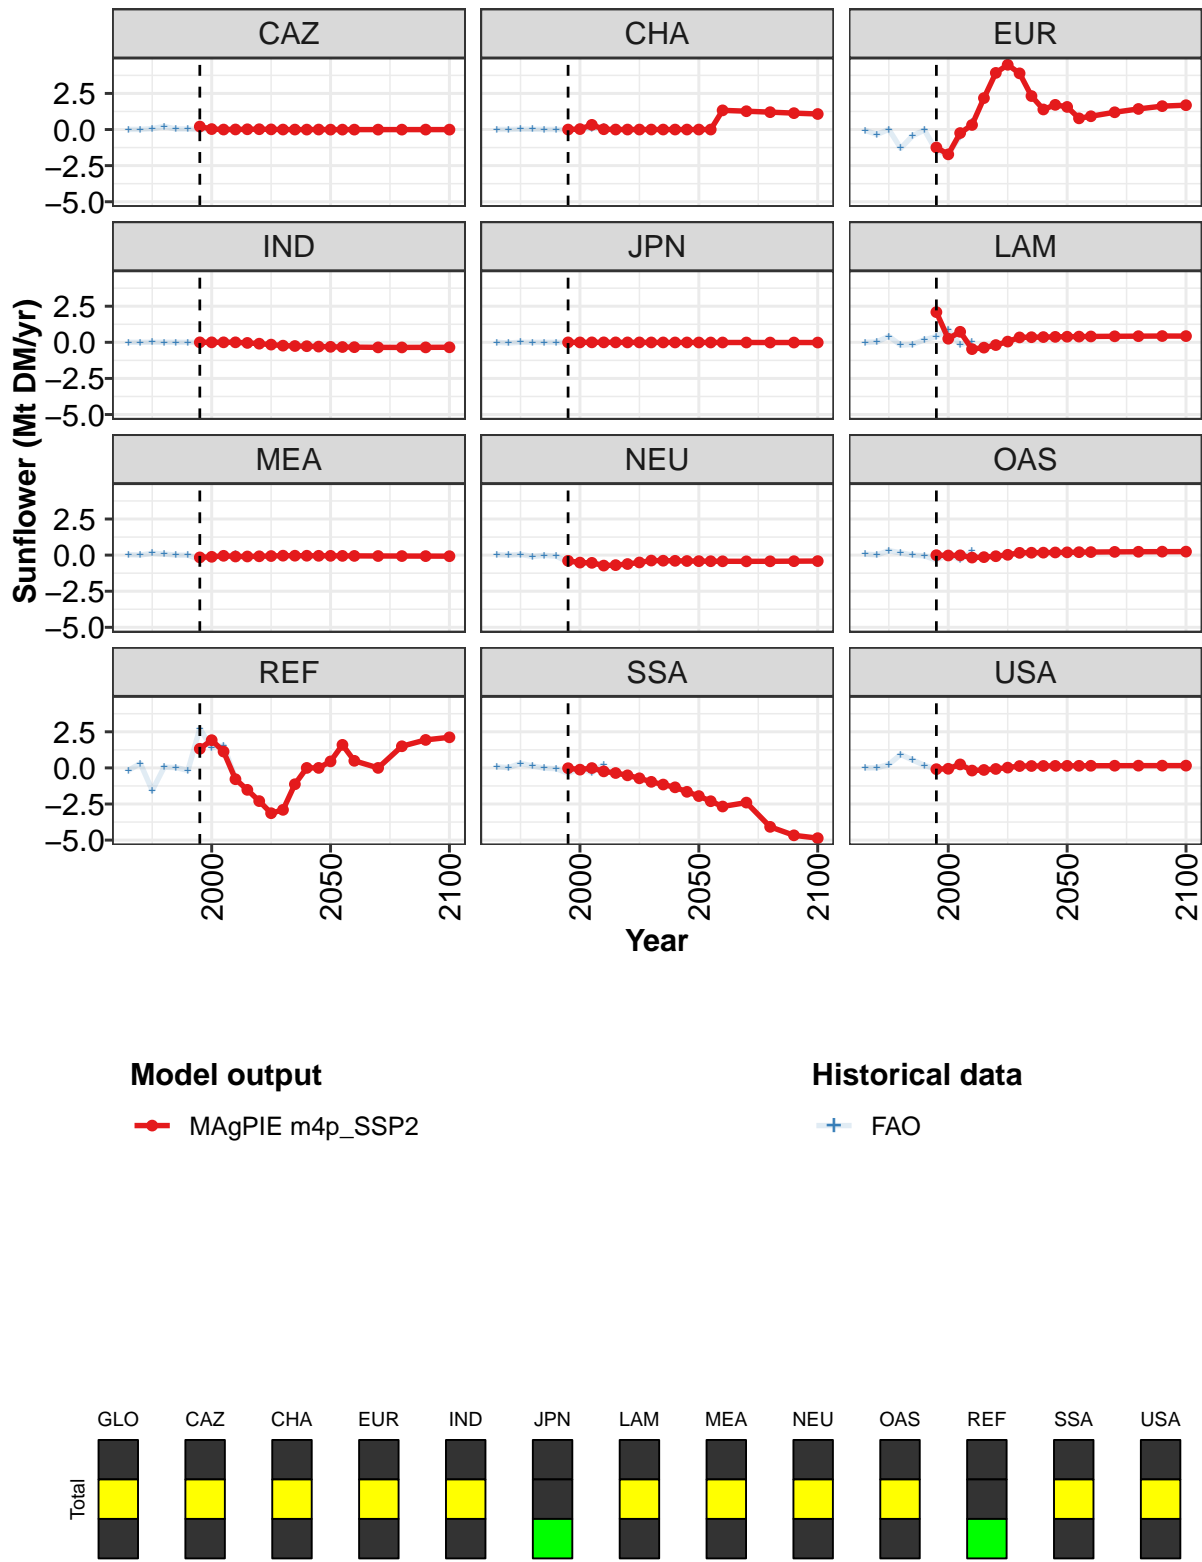 CAZ CHA EUR
2.5
0.0
−2.5
−5.0
IND JPN LAM
2.5
0.0
−2.5
−5.0
MEA NEU OAS
2.5
0.0
−2.5
−5.0
REF SSA USA
2.5
0.0
−2.5
−5.0
Sunflower (Mt DM/yr)
2000 2050 2100 2000 2050 2100 2000 2050 2100
Year
Model output Historical data
MAgPIE m4p_SSP2 FAO
GLO CAZ CHA EUR IND JPN LAM MEA NEU OAS REF SSA USA
Total